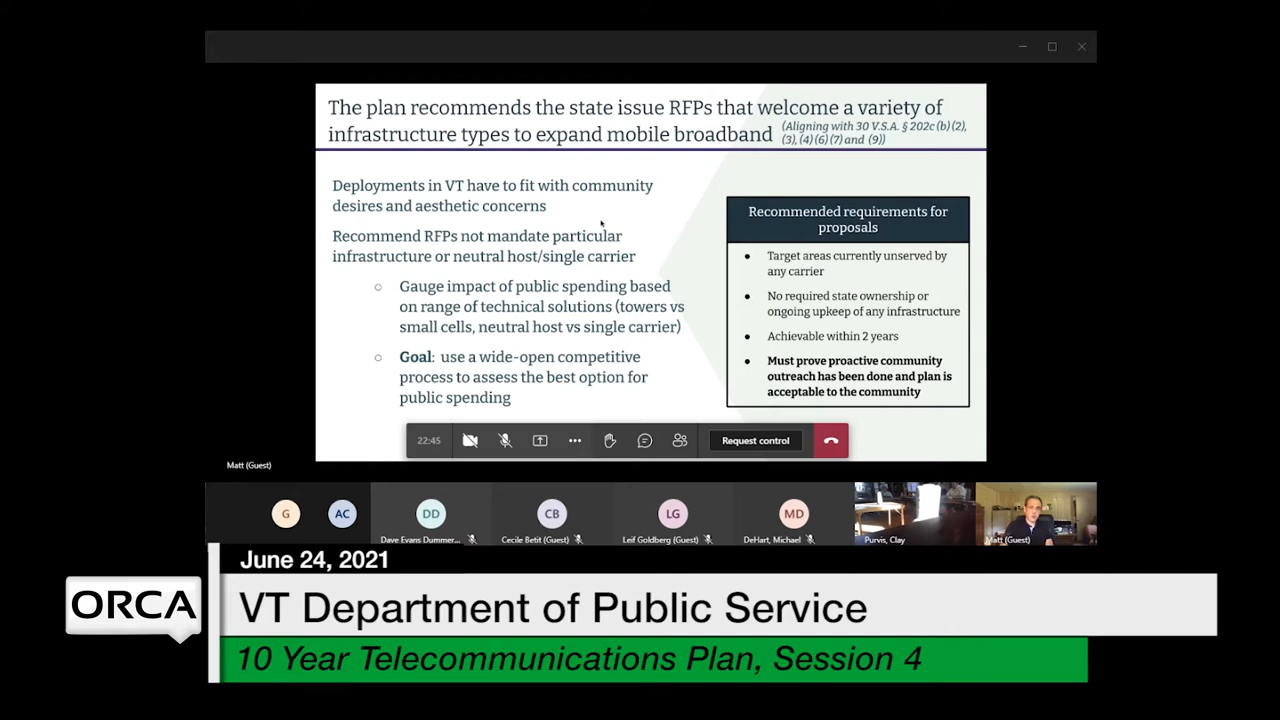 The plan recommends the state issue RFPs that welcome a variety of
infrastructure types to expand mobile broadband
(Aligning with 30 V.S.A. § 202c (b) (2),
(3), (4) (6) (7) and (9))
Deployments in VT have to fit with community
desires and aesthetic concerns
Recommend RFPs not mandate particular
infrastructure or neutral host/single carrier
○ Gauge impact of public spending based
on range of technical solutions (towers vs
small cells, neutral host vs single carrier)
○ Goal: use a wide-open competitive
process to assess the best option for
public spending
Recommended requirements for
proposals
● Target areas currently unserved by
any carrier
● No required state ownership or
ongoing upkeep of any infrastructure
● Achievable within 2 years
● Must prove proactive community
outreach has been done and plan is
acceptable to the community
22:45
Request control
Matt (Guest)
G
AC
DD
CB
LG
MD
Dave Evans Dummer...
Cecile Betit (Guest)
Leif Goldberg (Guest)
DeHart, Michael
Purvis, Clay
Matt (Guest)
June 24, 2021
ORCA
VT Department of Public Service
10 Year Telecommunications Plan, Session 4